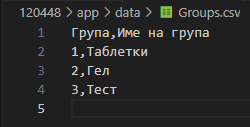 120448 > app > data > Groups.csv
1 Група,Име на група
2 1,Таблетки
3 2,Гел
4 3,Тест
5